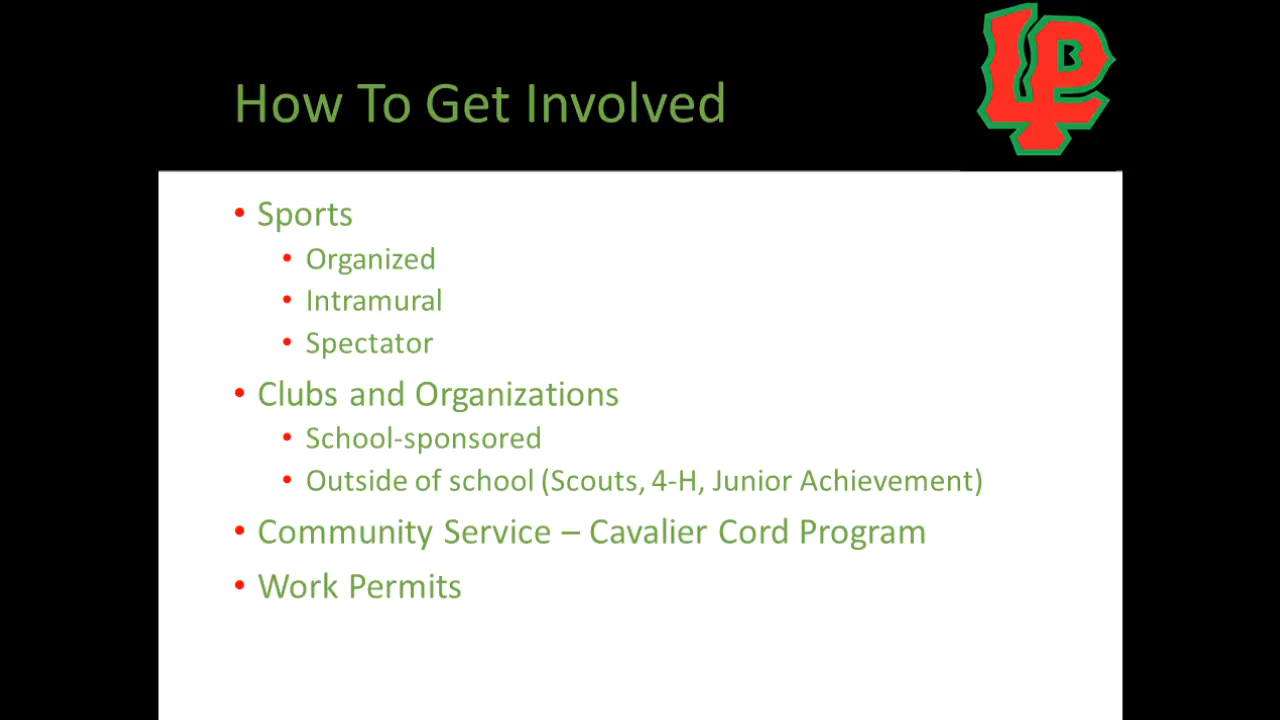 How To Get Involved
LPB
• Sports
• Organized
• Intramural
• Spectator
• Clubs and Organizations
• School-sponsored
• Outside of school (Scouts, 4-H, Junior Achievement)
• Community Service – Cavalier Cord Program
• Work Permits